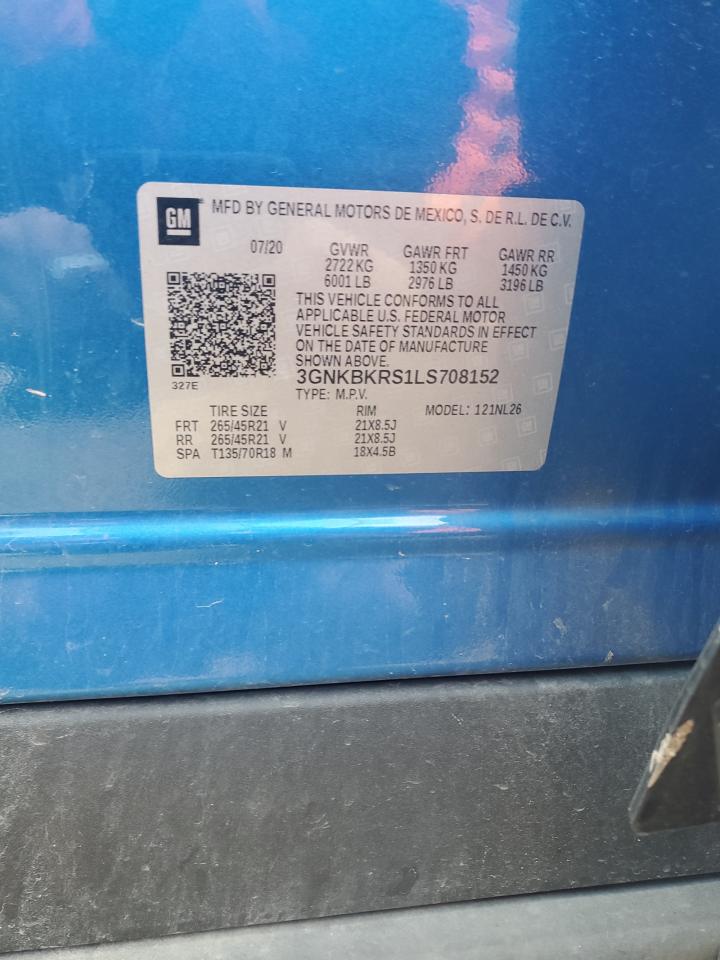 GM MFD BY GENERAL MOTORS DE MEXICO, S. DE R.L. DE C.V.
07/20 GVWR GAWR FRT GAWR RR
2722 KG 1350 KG 1450 KG
6001 LB 2976 LB 3196 LB
THIS VEHICLE CONFORMS TO ALL
APPLICABLE U.S. FEDERAL MOTOR
VEHICLE SAFETY STANDARDS IN EFFECT
ON THE DATE OF MANUFACTURE
SHOWN ABOVE.
3GNKBKRS1LS708152
327E
TYPE: M.P.V.
TIRE SIZE RIM MODEL: 121NL26
FRT 265/45R21 V 21X8.5J
RR 265/45R21 V 21X8.5J
SPA T135/70R18 M 18X4.5B